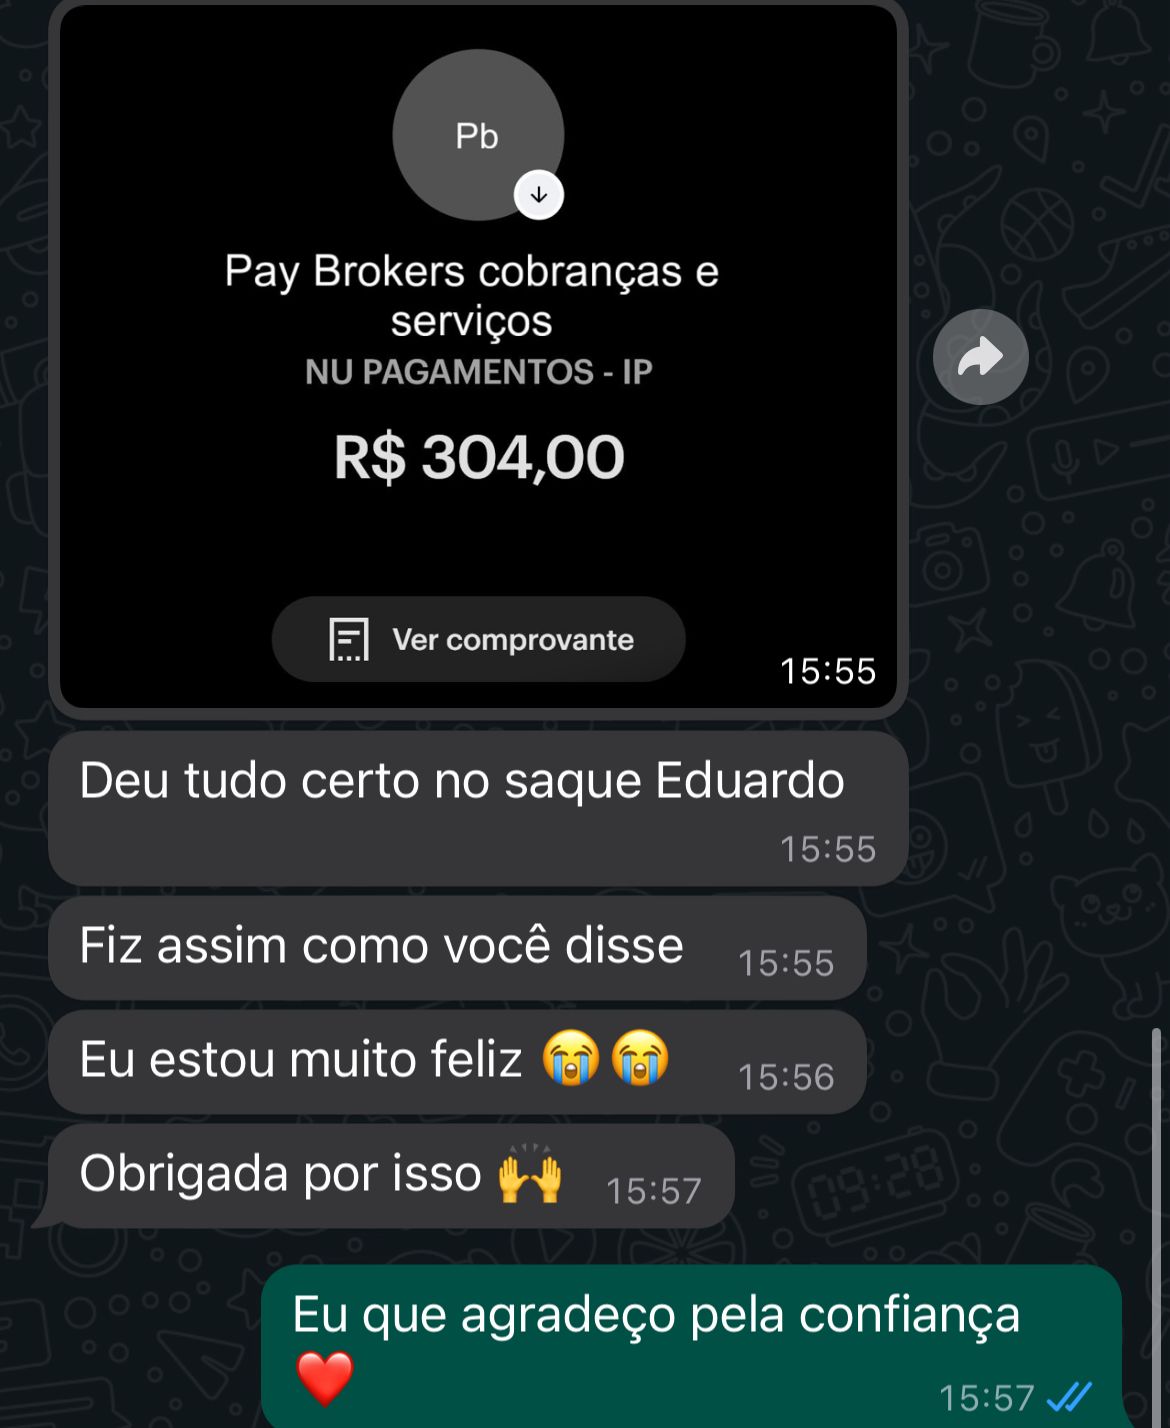 Pb
Pay Brokers cobranças e
serviços
NU PAGAMENTOS - IP
R$ 304,00
Ver comprovante
15:55
Deu tudo certo no saque Eduardo
15:55
Fiz assim como você disse 15:55
Eu estou muito feliz 😭😭 15:56
Obrigada por isso 🙌 15:57
09:28
Eu que agradeço pela confiança
❤️
15:57